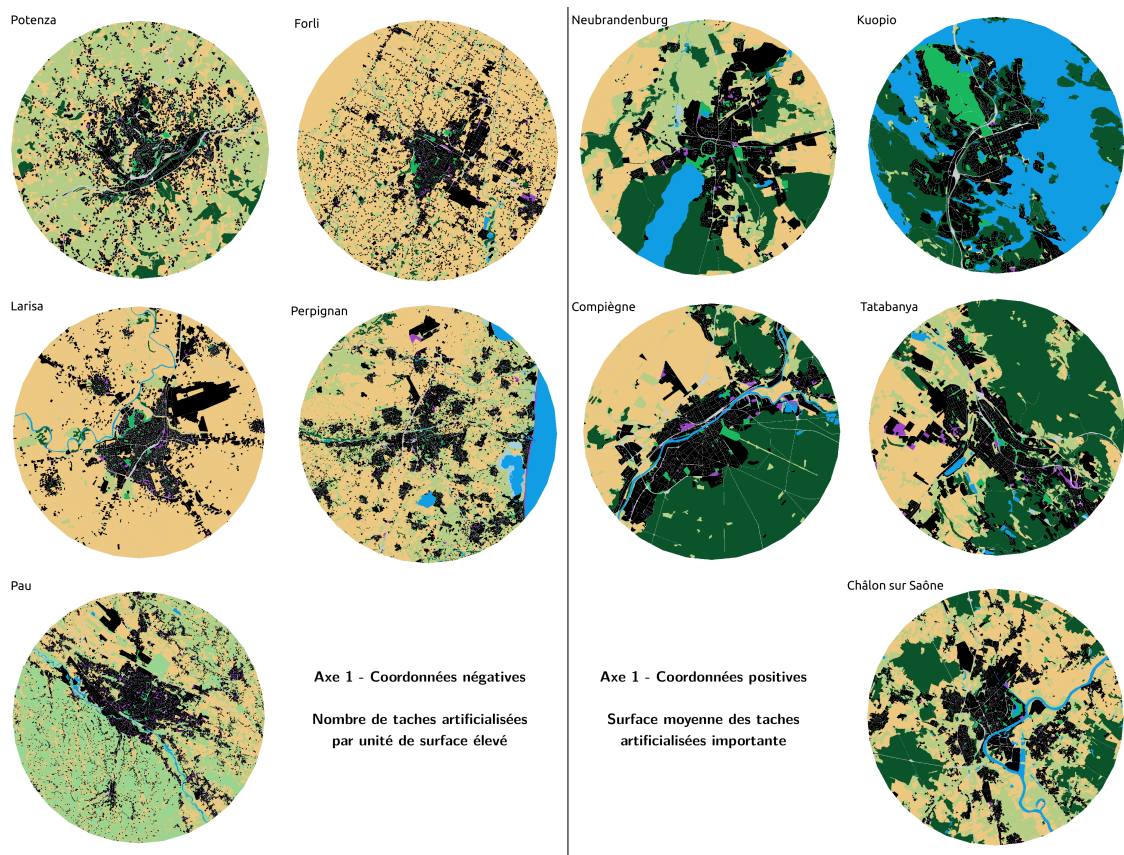 Potenza
Forli
Neubrandenburg
Kuopio
Larisa
Perpignan
Compiègne
Tatabanya
Pau
Châlon sur Saône
Axe 1 - Coordonnées négatives
Nombre de taches artificialisées
par unité de surface élevé
Axe 1 - Coordonnées positives
Surface moyenne des taches
artificialisées importante